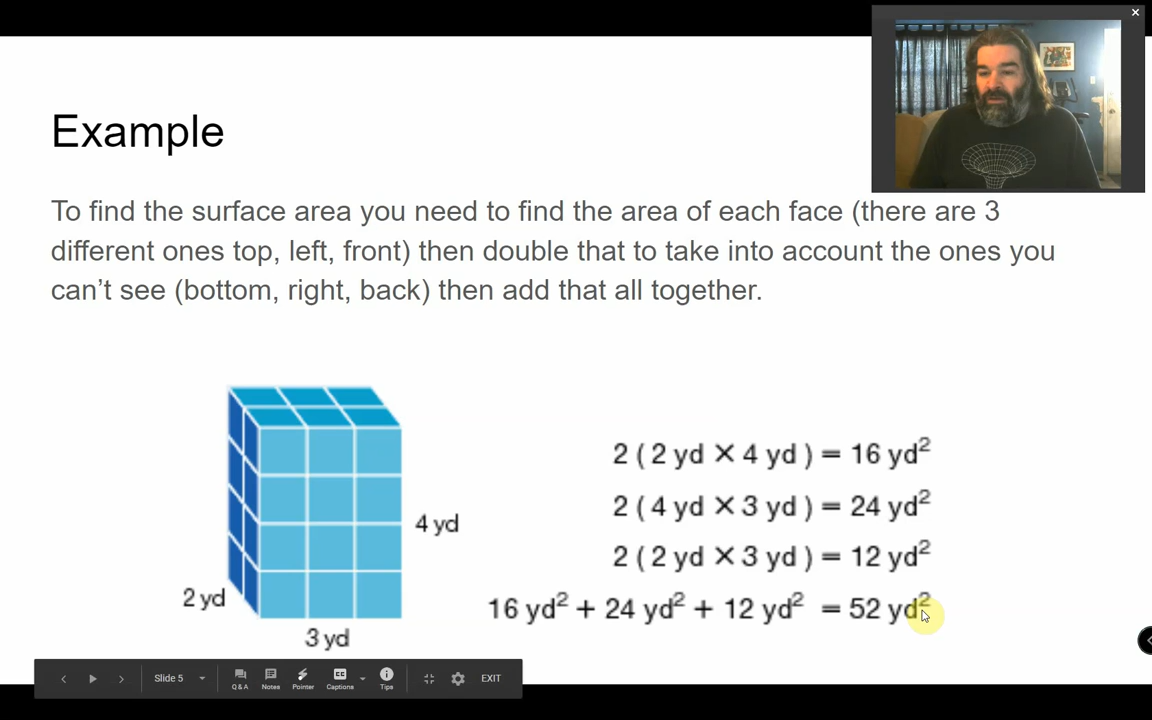 Example
To find the surface area you need to find the area of each face (there are 3
different ones top, left, front) then double that to take into account the ones you
can’t see (bottom, right, back) then add that all together.
2 ( 2 yd × 4 yd ) = 16 yd²
2 ( 4 yd × 3 yd ) = 24 yd²
2 ( 2 yd × 3 yd ) = 12 yd²
16 yd² + 24 yd² + 12 yd² = 52 yd²
4 yd
2 yd
3 yd
Slide 5
Q & A
Notes
Pointer
CC
Captions
Tips
EXIT